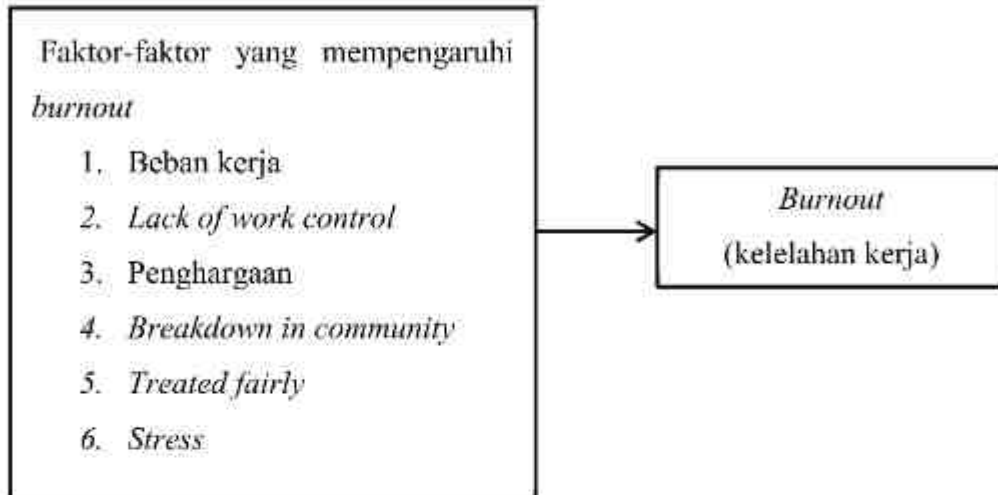 Faktor-faktor yang mempengaruhi
burnout
1. Beban kerja
2. Lack of work control
3. Penghargaan
4. Breakdown in community
5. Treated fairly
6. Stress
Burnout
(kelelahan kerja)